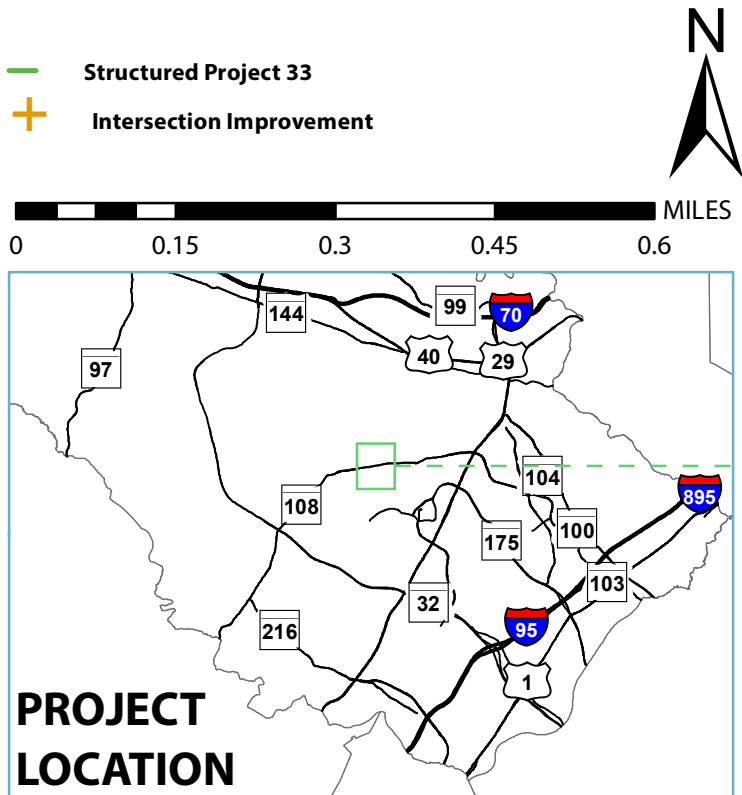 N
Structured Project 33
Intersection Improvement
MILES
0 0.15 0.3 0.45 0.6
99
70
144
40 29
97
104
895
108
100
175
103
32
216
95
1
PROJECT
LOCATION